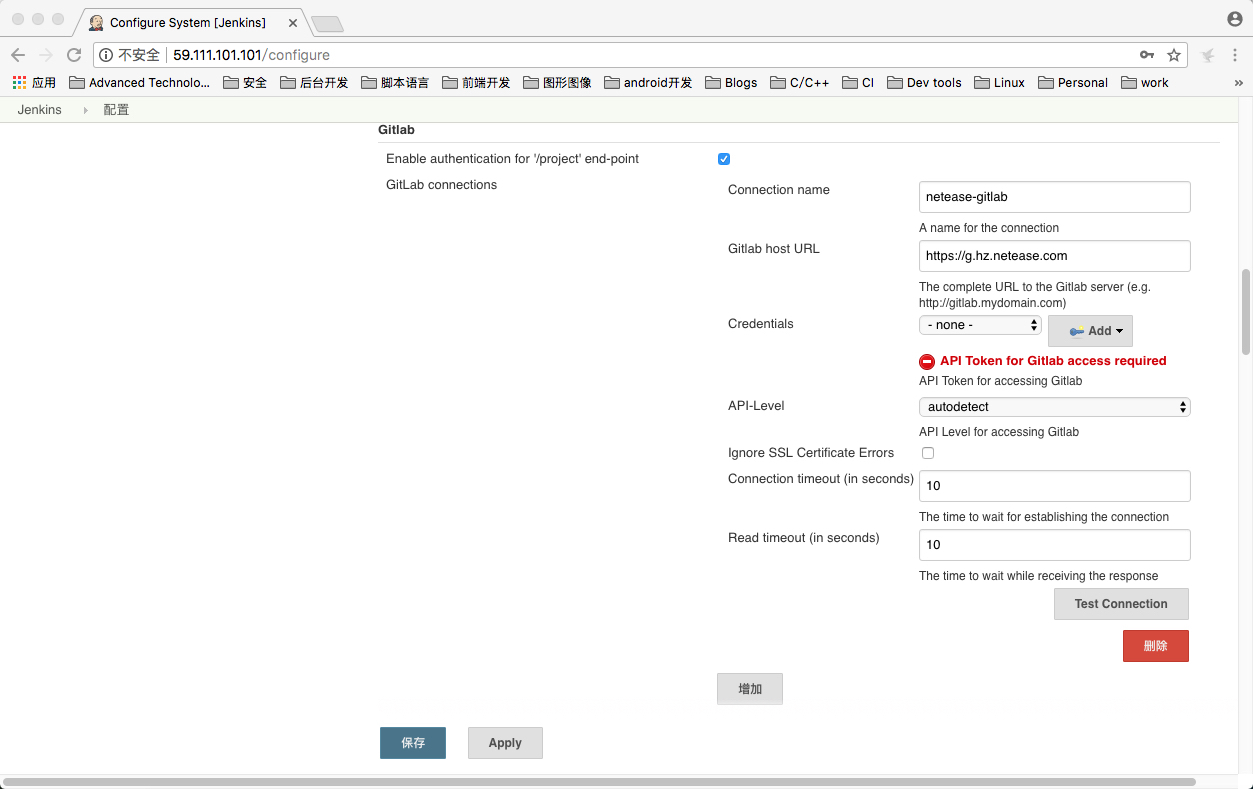 Configure System [Jenkins]
不安全 59.111.101.101/configure
应用 Advanced Technolo... 安全 后台开发 脚本语言 前端开发 图形图像 android开发 Blogs C/C++ CI Dev tools Linux Personal work »
Jenkins 配置
Gitlab
Enable authentication for '/project' end-point
GitLab connections
Connection name netease-gitlab
A name for the connection
Gitlab host URL https://g.hz.netease.com
The complete URL to the Gitlab server (e.g.
http://gitlab.mydomain.com)
Credentials - none - Add
API Token for Gitlab access required
API Token for accessing Gitlab
API-Level autodetect
API Level for accessing Gitlab
Ignore SSL Certificate Errors
Connection timeout (in seconds) 10
The time to wait for establishing the connection
Read timeout (in seconds) 10
The time to wait while receiving the response
Test Connection
删除
增加
保存 Apply